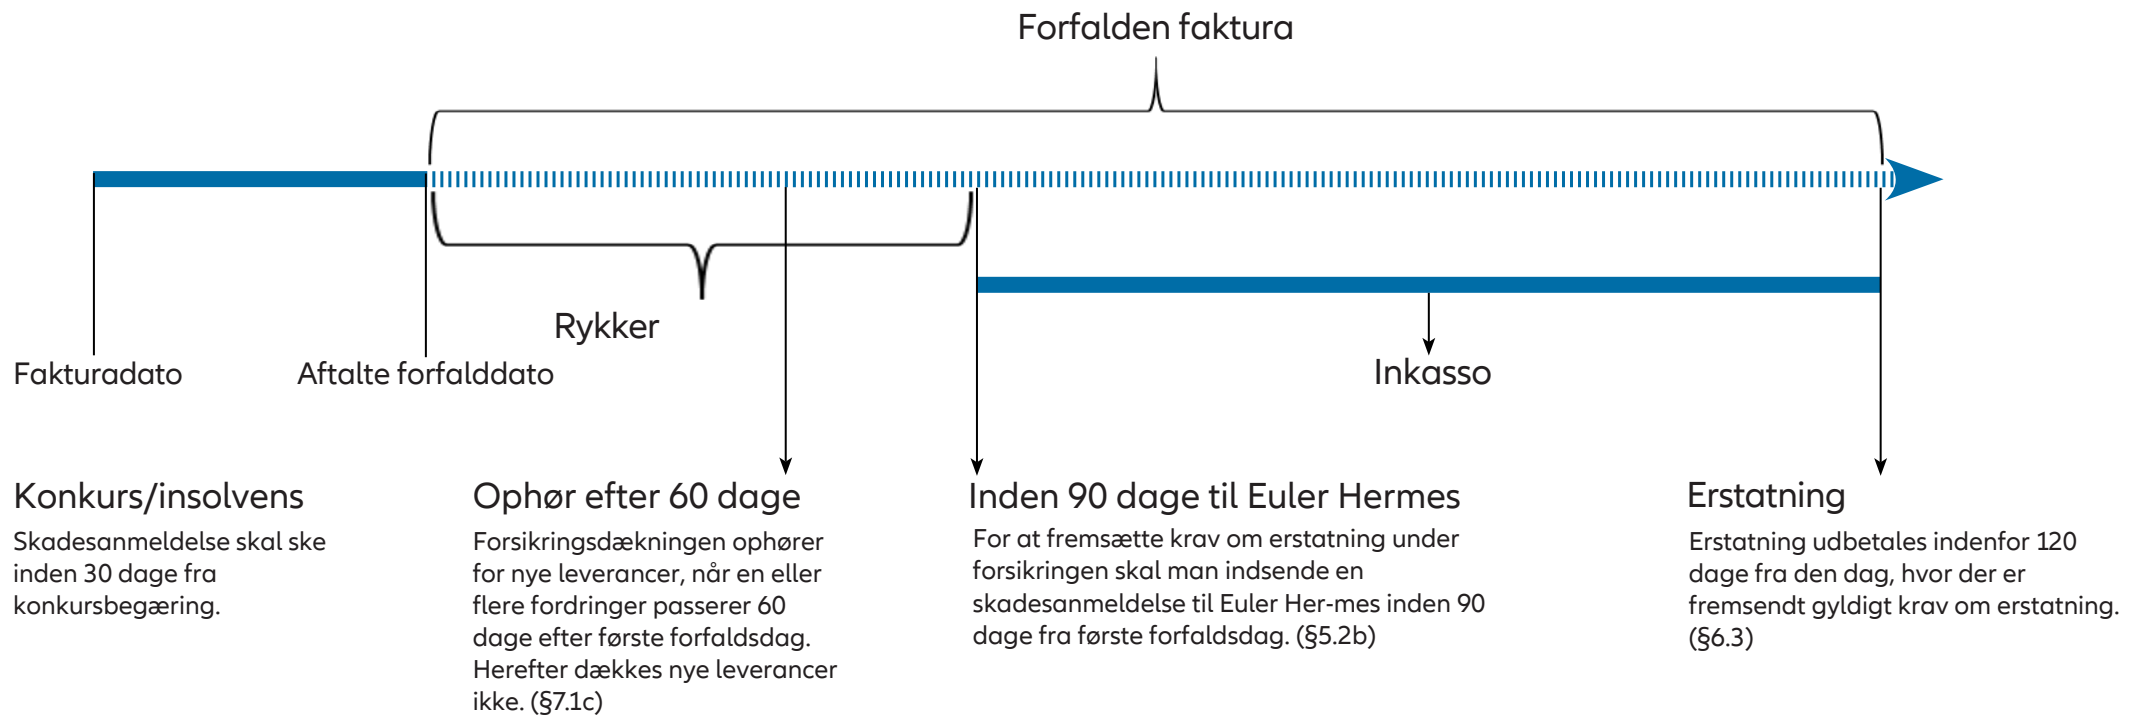 Forfalden faktura
Rykker
Fakturadato
Aftalte forfalddato
Inkasso
Konkurs/insolvens
Skadesanmeldelse skal ske
inden 30 dage fra
konkursbegæring.
Ophør efter 60 dage
Forsikringsdækningen ophører
for nye leverancer, når en eller
flere fordringer passerer 60
dage efter første forfaldsdag.
Herefter dækkes nye leverancer
ikke. (§7.1c)
Inden 90 dage til Euler Hermes
For at fremsætte krav om erstatning under
forsikringen skal man indsende en
skadesanmeldelse til Euler Her-mes inden 90
dage fra første forfaldsdag. (§5.2b)
Erstatning
Erstatning udbetales indenfor 120
dage fra den dag, hvor der er
fremsendt gyldigt krav om erstatning.
(§6.3)